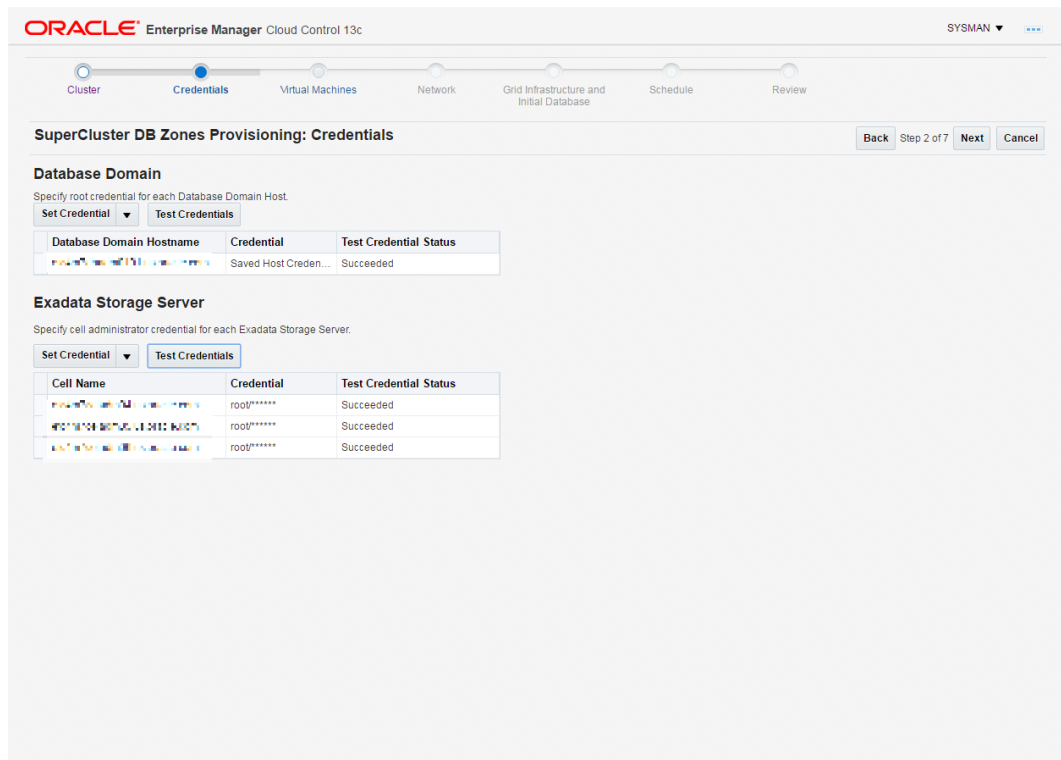 ORACLE Enterprise Manager Cloud Control 13c SYSMAN
Cluster Credentials Virtual Machines Network Grid Infrastructure and Initial Database Schedule Review
SuperCluster DB Zones Provisioning: Credentials Back Step 2 of 7 Next Cancel
Database Domain
Specify root credential for each Database Domain Host.
Set Credential Test Credentials
Database Domain Hostname Credential Test Credential Status
Saved Host Creden... Succeeded
Exadata Storage Server
Specify cell administrator credential for each Exadata Storage Server.
Set Credential Test Credentials
Cell Name Credential Test Credential Status
root/****** Succeeded
root/****** Succeeded
root/****** Succeeded